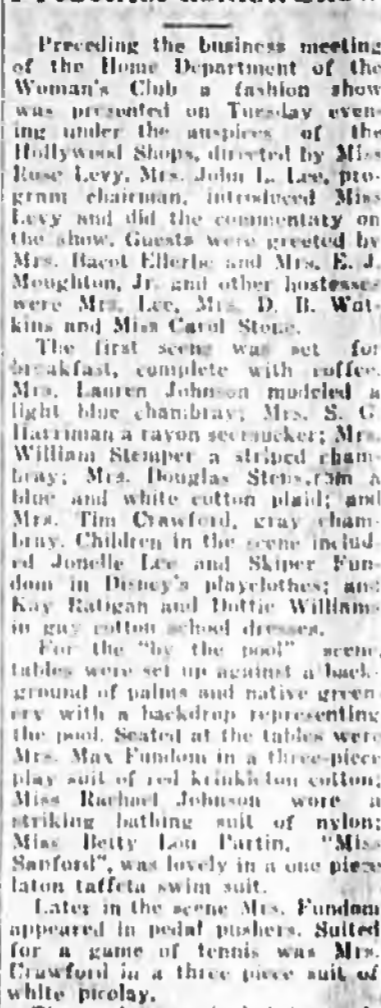 Preceding the business meeting
of the Home Department of the
Woman's Club a fashion show
was presented on Tuesday even-
ing under the auspices of the
Hollywood Shops, directed by Miss
Rose Levy. Mrs. John L. Lee, pro-
gram chairman, introduced Miss
Levy and did the commentaty on
the show. Guests were greeted by
Mrs. Bacot Ellerbe and Mrs. E. J.
Moughton, Jr. and other hostesses
were Mrs. Lee, Mrs. D. B. Wat-
kins and Miss Carol Stone.
The first scene was set for
breakfast, complete with coffee.
Mrs. Lauren Johnson modeled a
light blue chambray; Mrs. S. G.
Harriman a rayon seersucker; Mrs.
William Stemper a striped cham-
bray; Mrs. Douglas a
blue and white cotton plaid; and
Mrs. Tim Crawford, gray cham-
bray. Children in the scene includ-
ed Jonelle Lee and Skiper Fun-
dom in Disney's playclothes; and
Kay Ratigan and Dottie Williams
in gay cotton school dresses.
For the "by the pool" scene,
tables were set up against a back-
ground of palms and native green-
ery with a backdrop representing
the pool. Seated at the tables were
Mrs. Max Fundom in a three-piece
play suit of red cotton;
Miss Rachael Johnson wore a
striking bathing suit of nylon;
Miss Betty Lou Partin, "Miss
Sanford", was lovely in a one piece
laton taffeta swim suit.
Later in the scene Mrs. Fundom
appeared in pedal pushers. Suited
for a game of tennis was Mrs.
Crawford in a three piece suit of
white picolay.